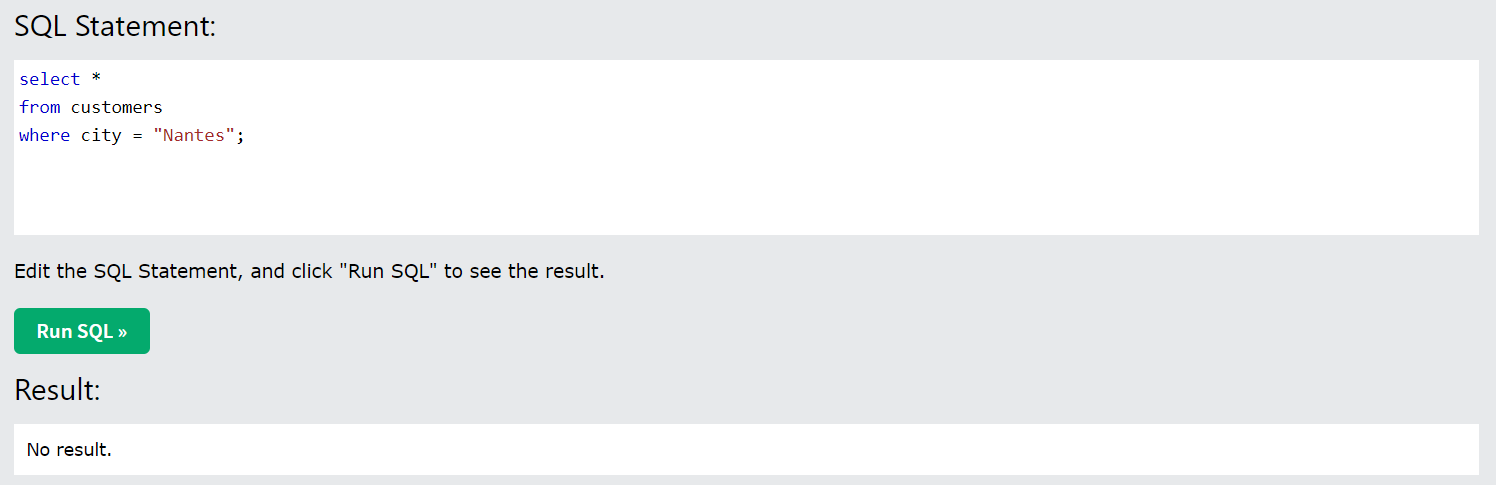 SQL Statement:
select *
from customers
where city = "Nantes";
Edit the SQL Statement, and click "Run SQL" to see the result.
Run SQL »
Result:
No result.